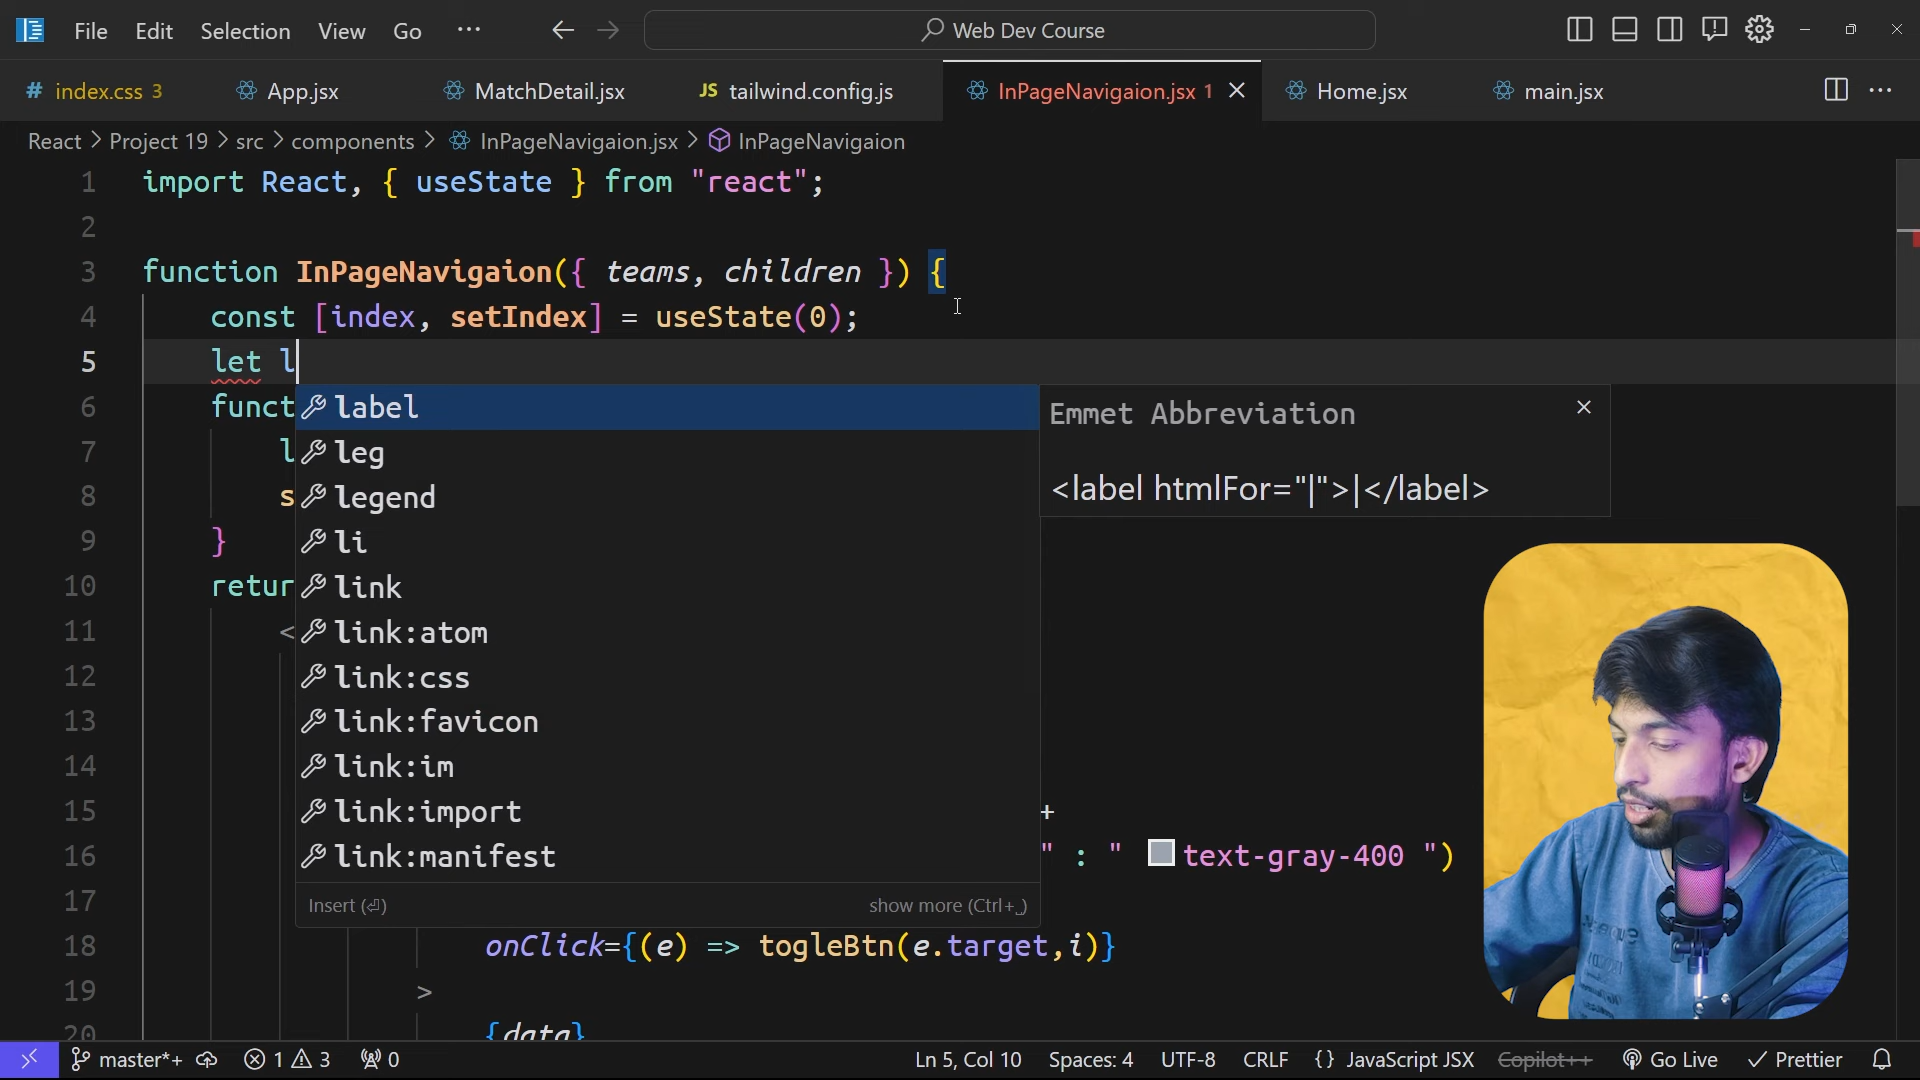 File Edit Selection View Go ··· Web Dev Course
# index.css 3 App.jsx MatchDetail.jsx JS tailwind.config.js InPageNavigaion.jsx 1 Home.jsx main.jsx
React > Project 19 > src > components > InPageNavigaion.jsx > InPageNavigaion
1 import React, { useState } from "react";
2
3 function InPageNavigaion({ teams, children }) {
4 const [index, setIndex] = useState(0);
5 let l
6 funct
label
Emmet Abbreviation
7 l
leg
8 s
legend
<label htmlFor="|">|</label>
9 }
li
10 retur
link
11 <
link:atom
12
link:css
13
link:favicon
14
link:im
15
link:import
+
16
link:manifest
" : " text-gray-400 ")
17
Insert (⏎) show more (Ctrl+␣)
18 onClick={(e) => togleBtn(e.target,i)}
19 >
20 {data}
master*+ 1 3 0 Ln 5, Col 10 Spaces: 4 UTF-8 CRLF {} JavaScript JSX Copilot++ Go Live Prettier